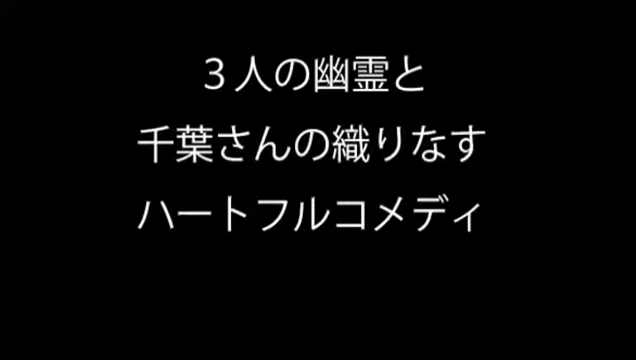 ３人の幽霊と
千葉さんの織りなす
ハートフルコメディ